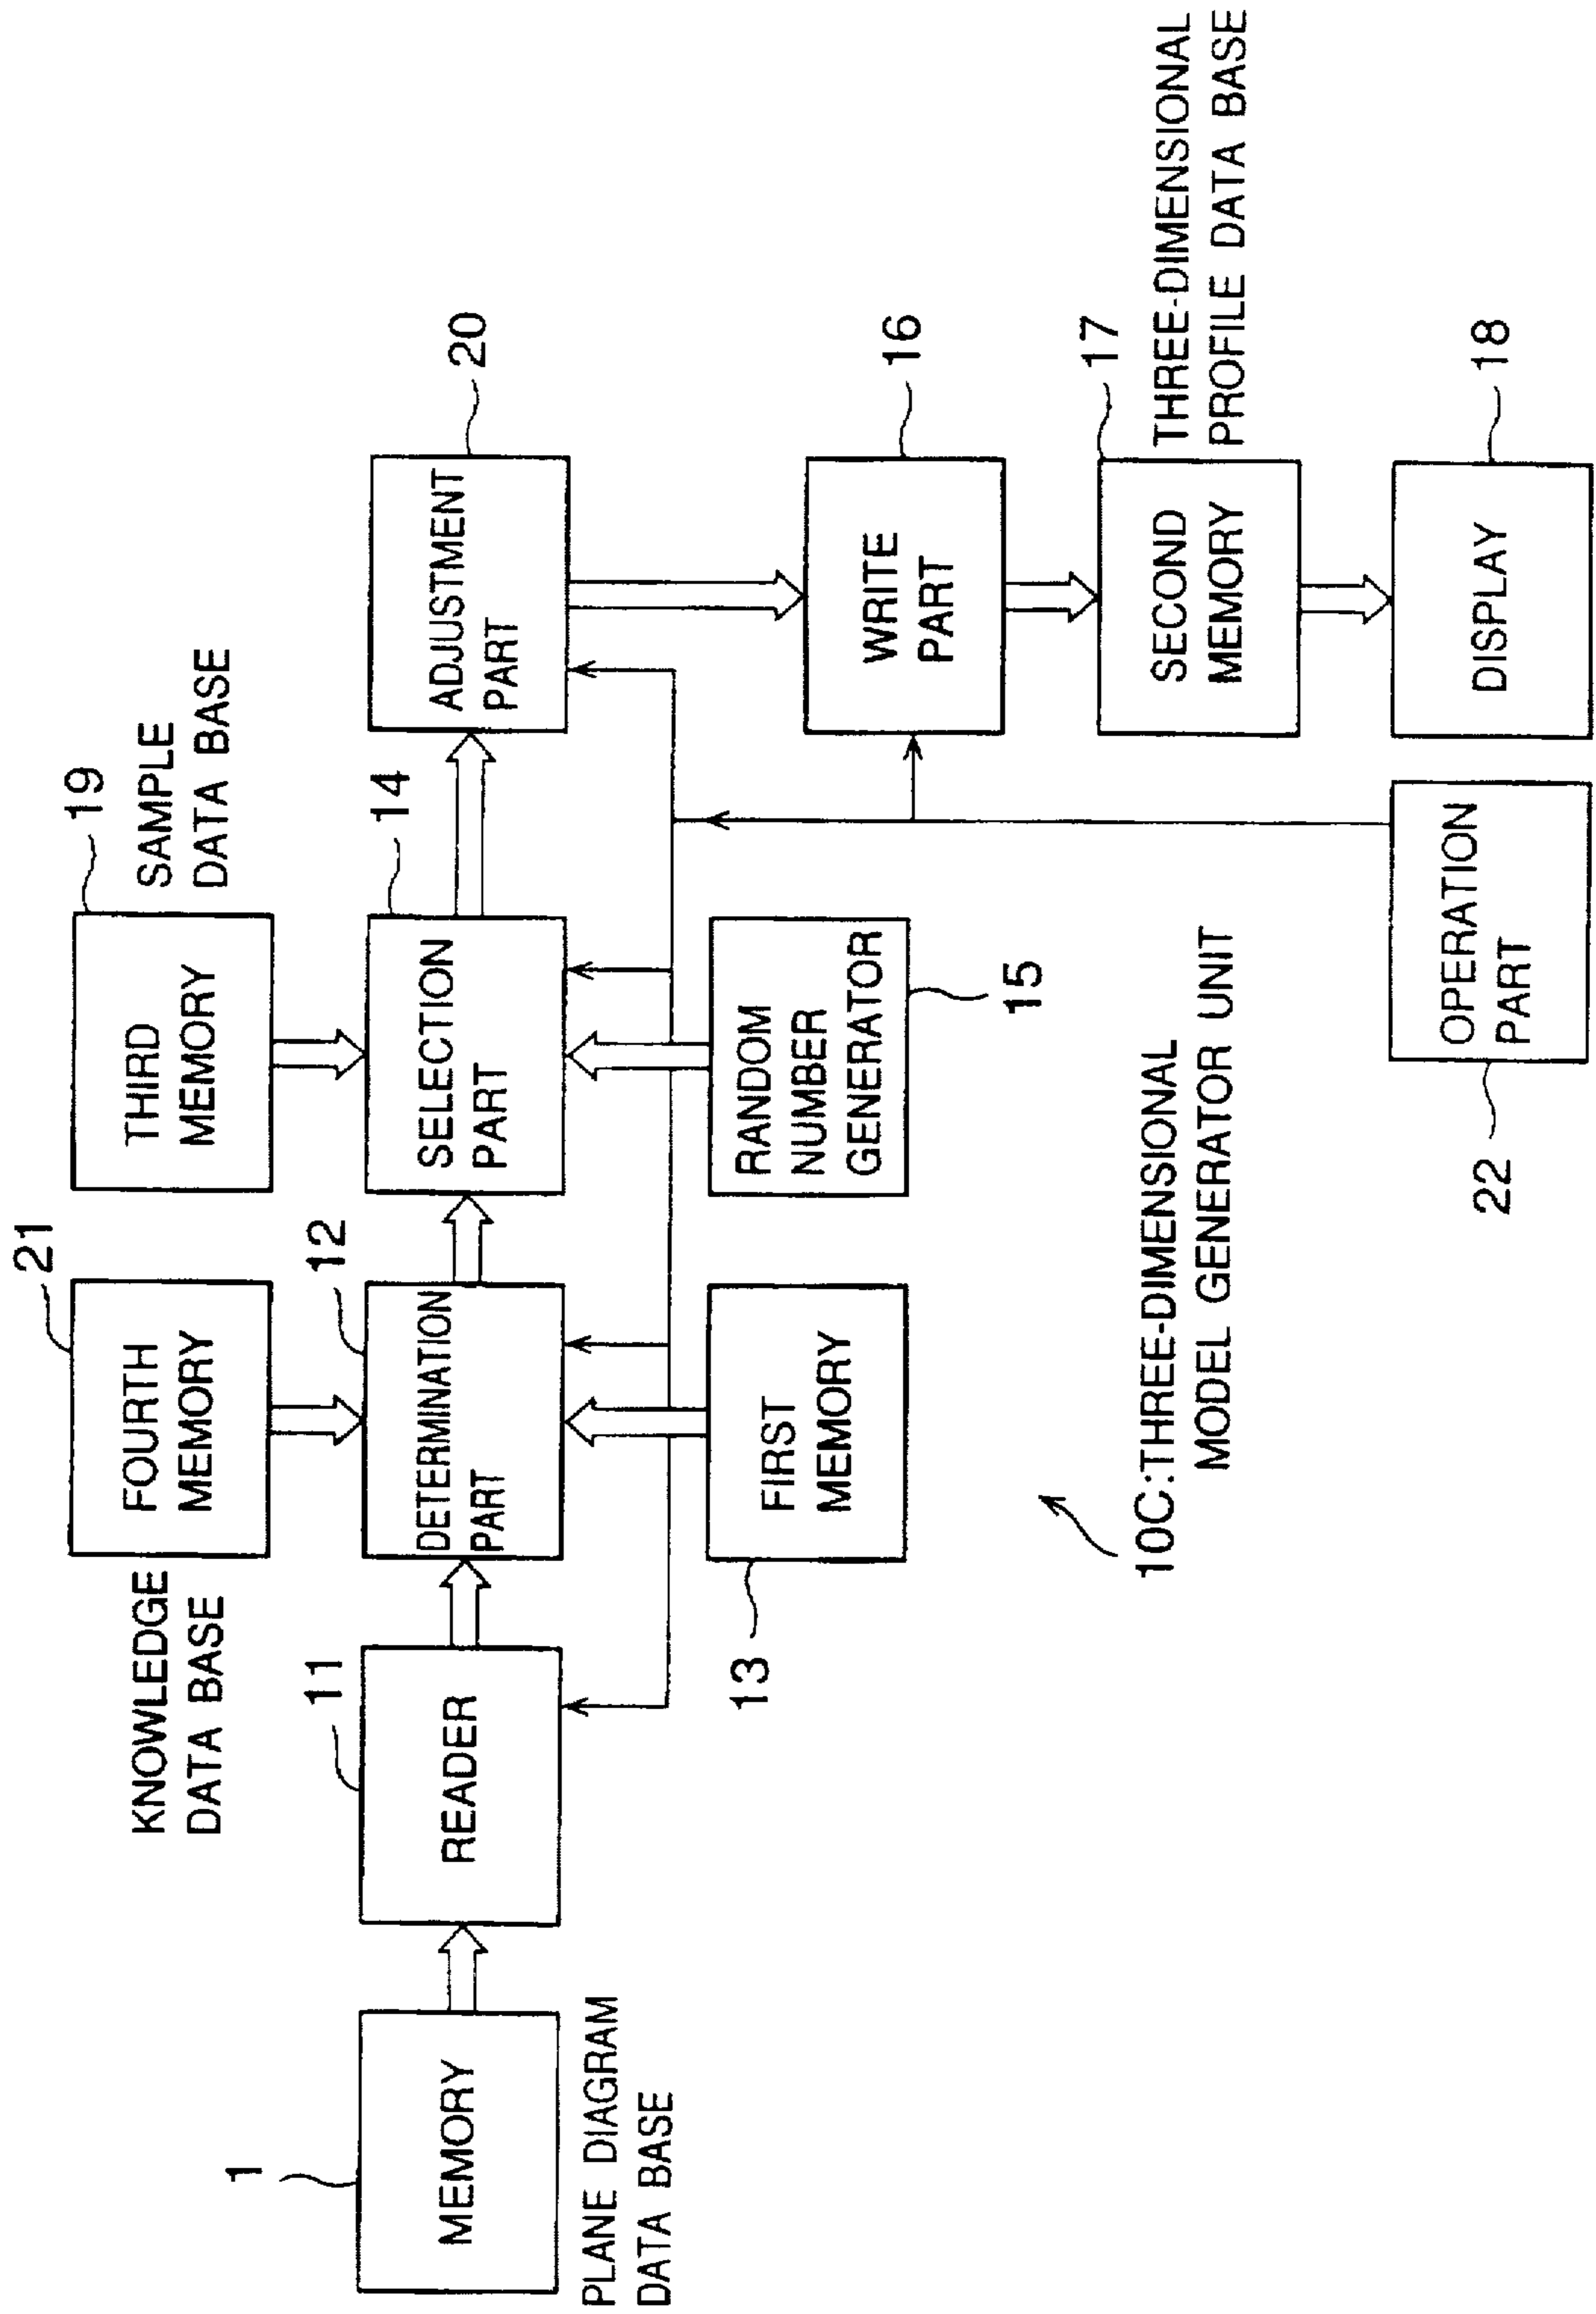 21
KNOWLEDGE
DATA BASE
FOURTH
MEMORY
19
SAMPLE
DATA BASE
THIRD
MEMORY
1
MEMORY
PLANE DIAGRAM
DATA BASE
11
READER
12
DETERMINATION
PART
14
SELECTION
PART
20
ADJUSTMENT
PART
13
FIRST
MEMORY
15
RANDOM
NUMBER
GENERATOR
16
WRITE
PART
17
SECOND
MEMORY
THREE-DIMENSIONAL
PROFILE DATA BASE
10C:THREE-DIMENSIONAL
MODEL GENERATOR UNIT
22
OPERATION
PART
18
DISPLAY